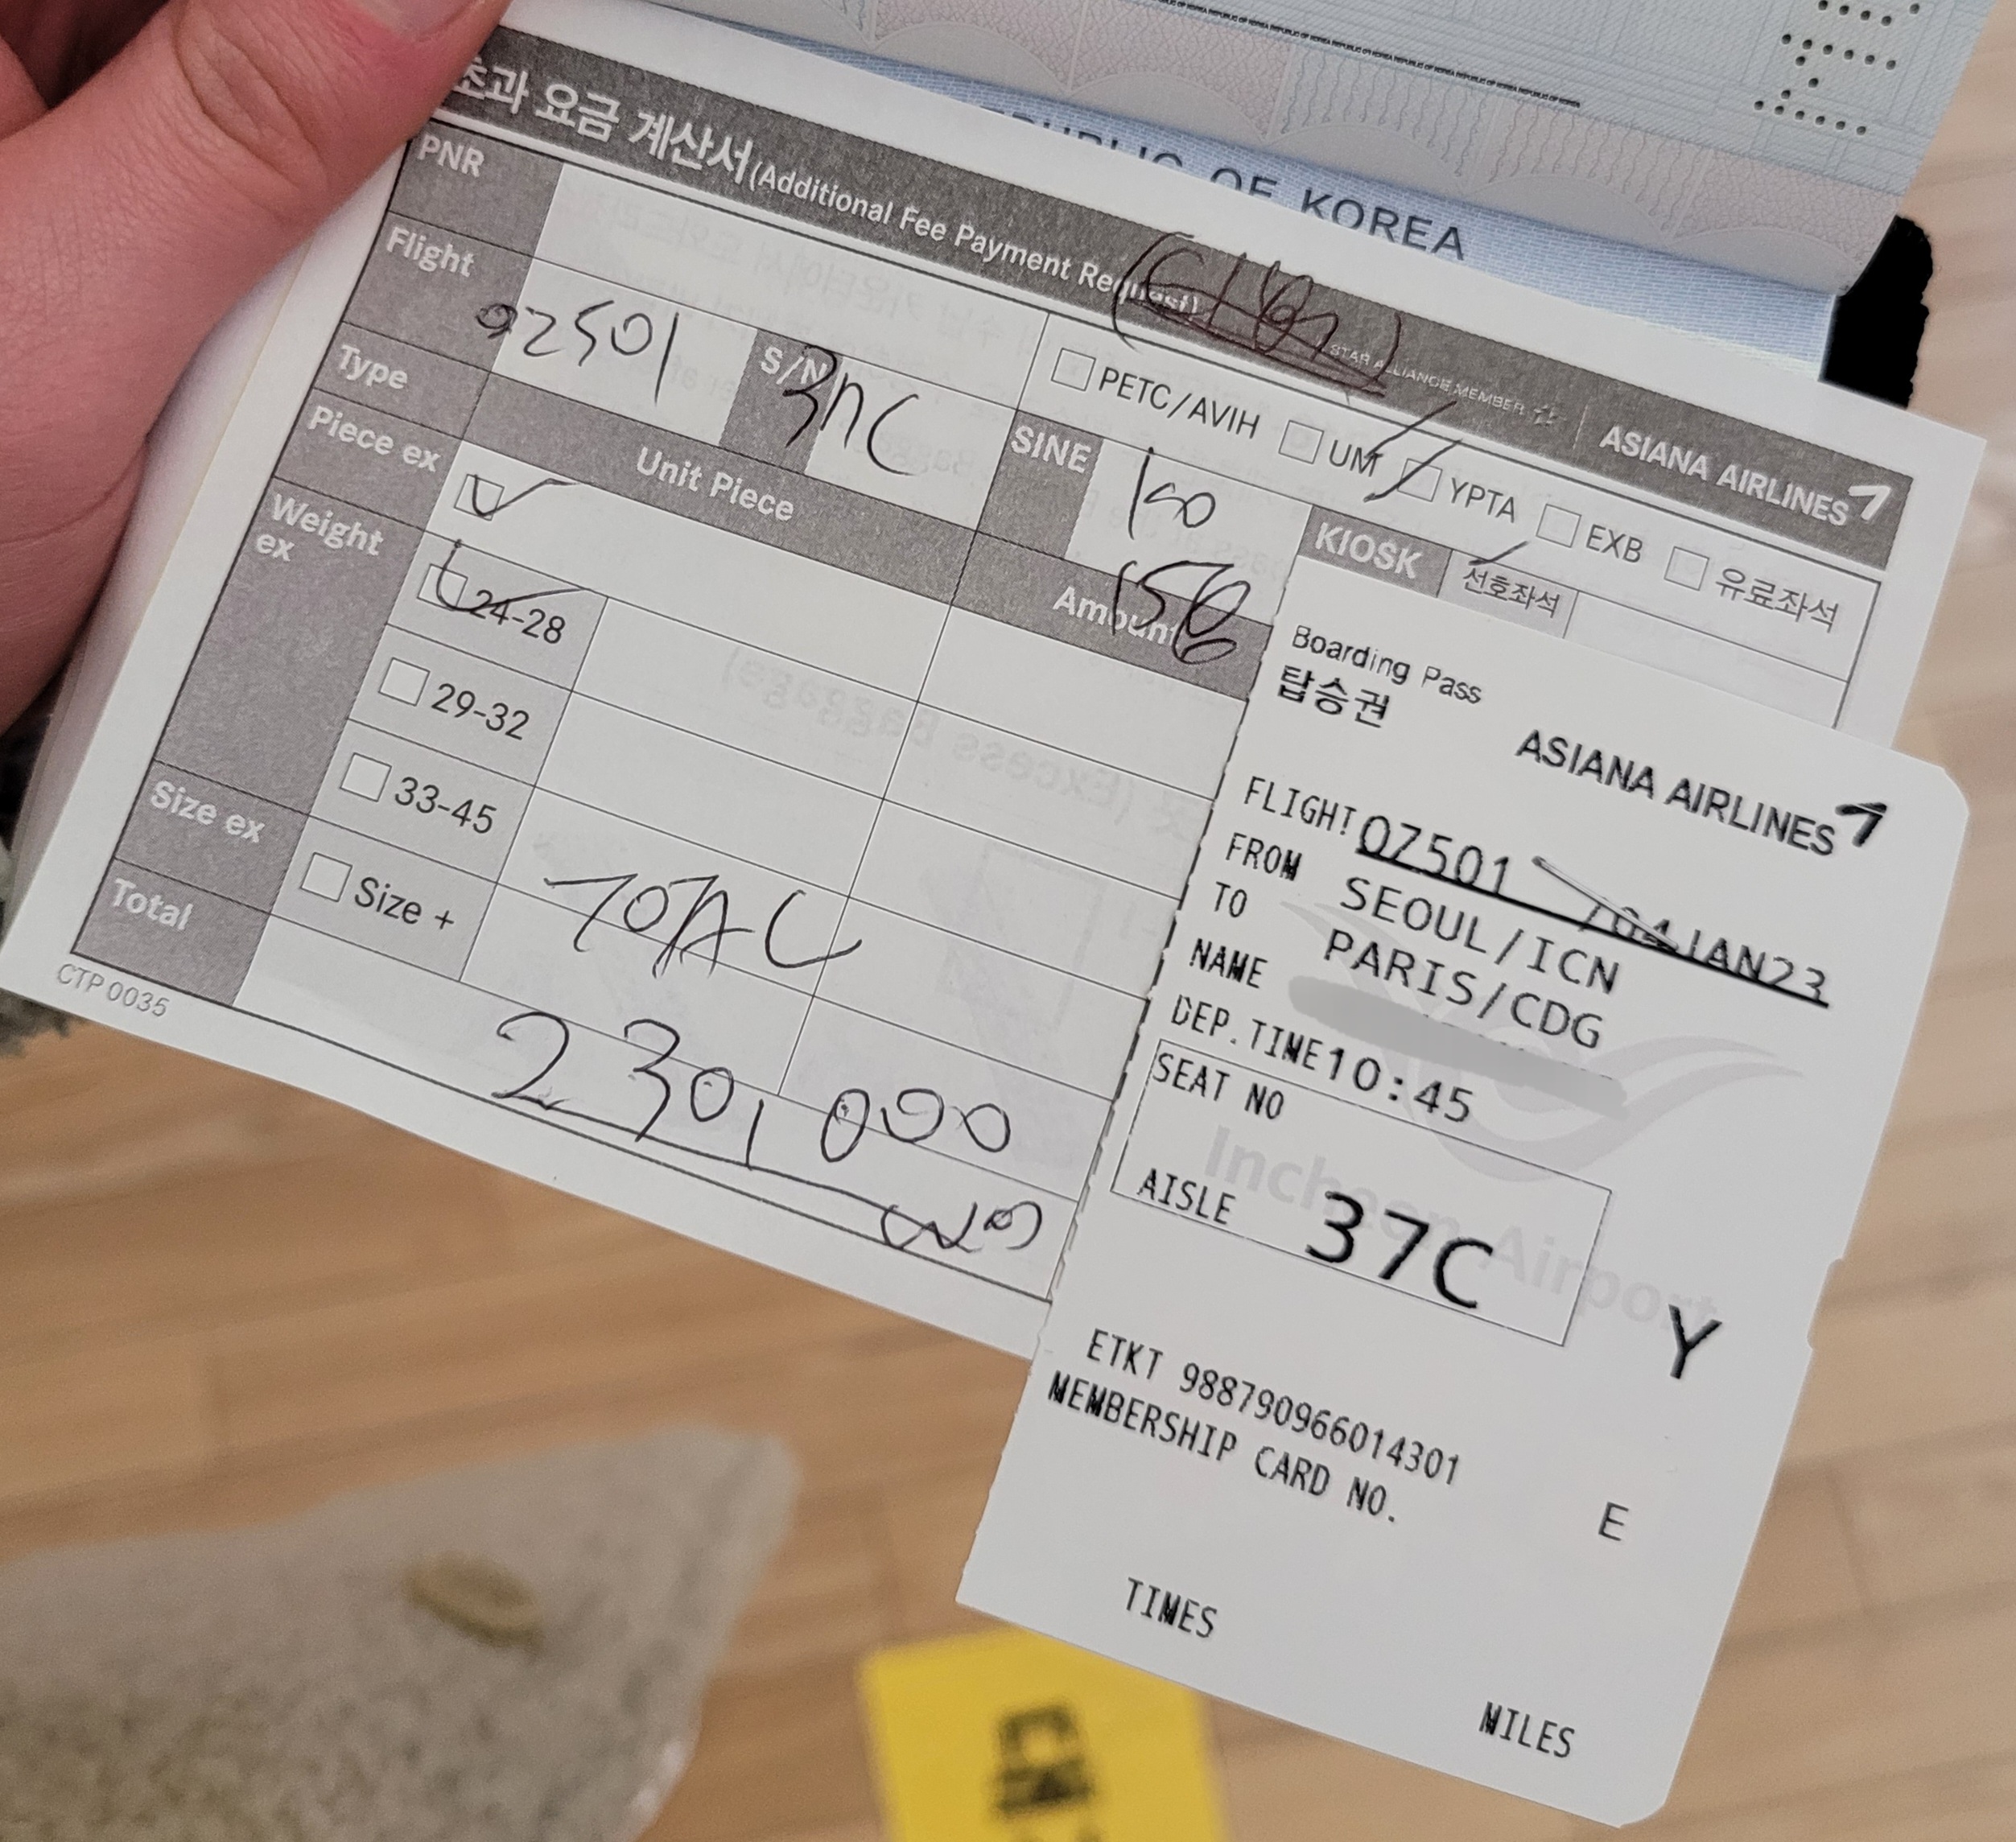 REPUBLIC OF KOREA
초과 요금 계산서(Additional Fee Payment Request)
STAR ALLIANCE MEMBER
ASIANA AIRLINES
PNR
PETC/AVIH UM YPTA EXB 유료좌석
Flight OZ501 S/N 37C SINE KIOSK 선호좌석
Type Unit Piece Amount
Piece ex
Weight ex
24-28
29-32
33-45
Size ex Size +
TOTAL
Total 230,000
CTP 0035
Boarding Pass
탑승권
ASIANA AIRLINES
FLIGHT OZ501 /04JAN23
FROM SEOUL/ICN
TO PARIS/CDG
NAME
DEP.TIME 10:45
SEAT NO
AISLE 37C
Incheon Airport
Y
ETKT 988790966014301
MEMBERSHIP CARD NO.
E
TIMES
MILES